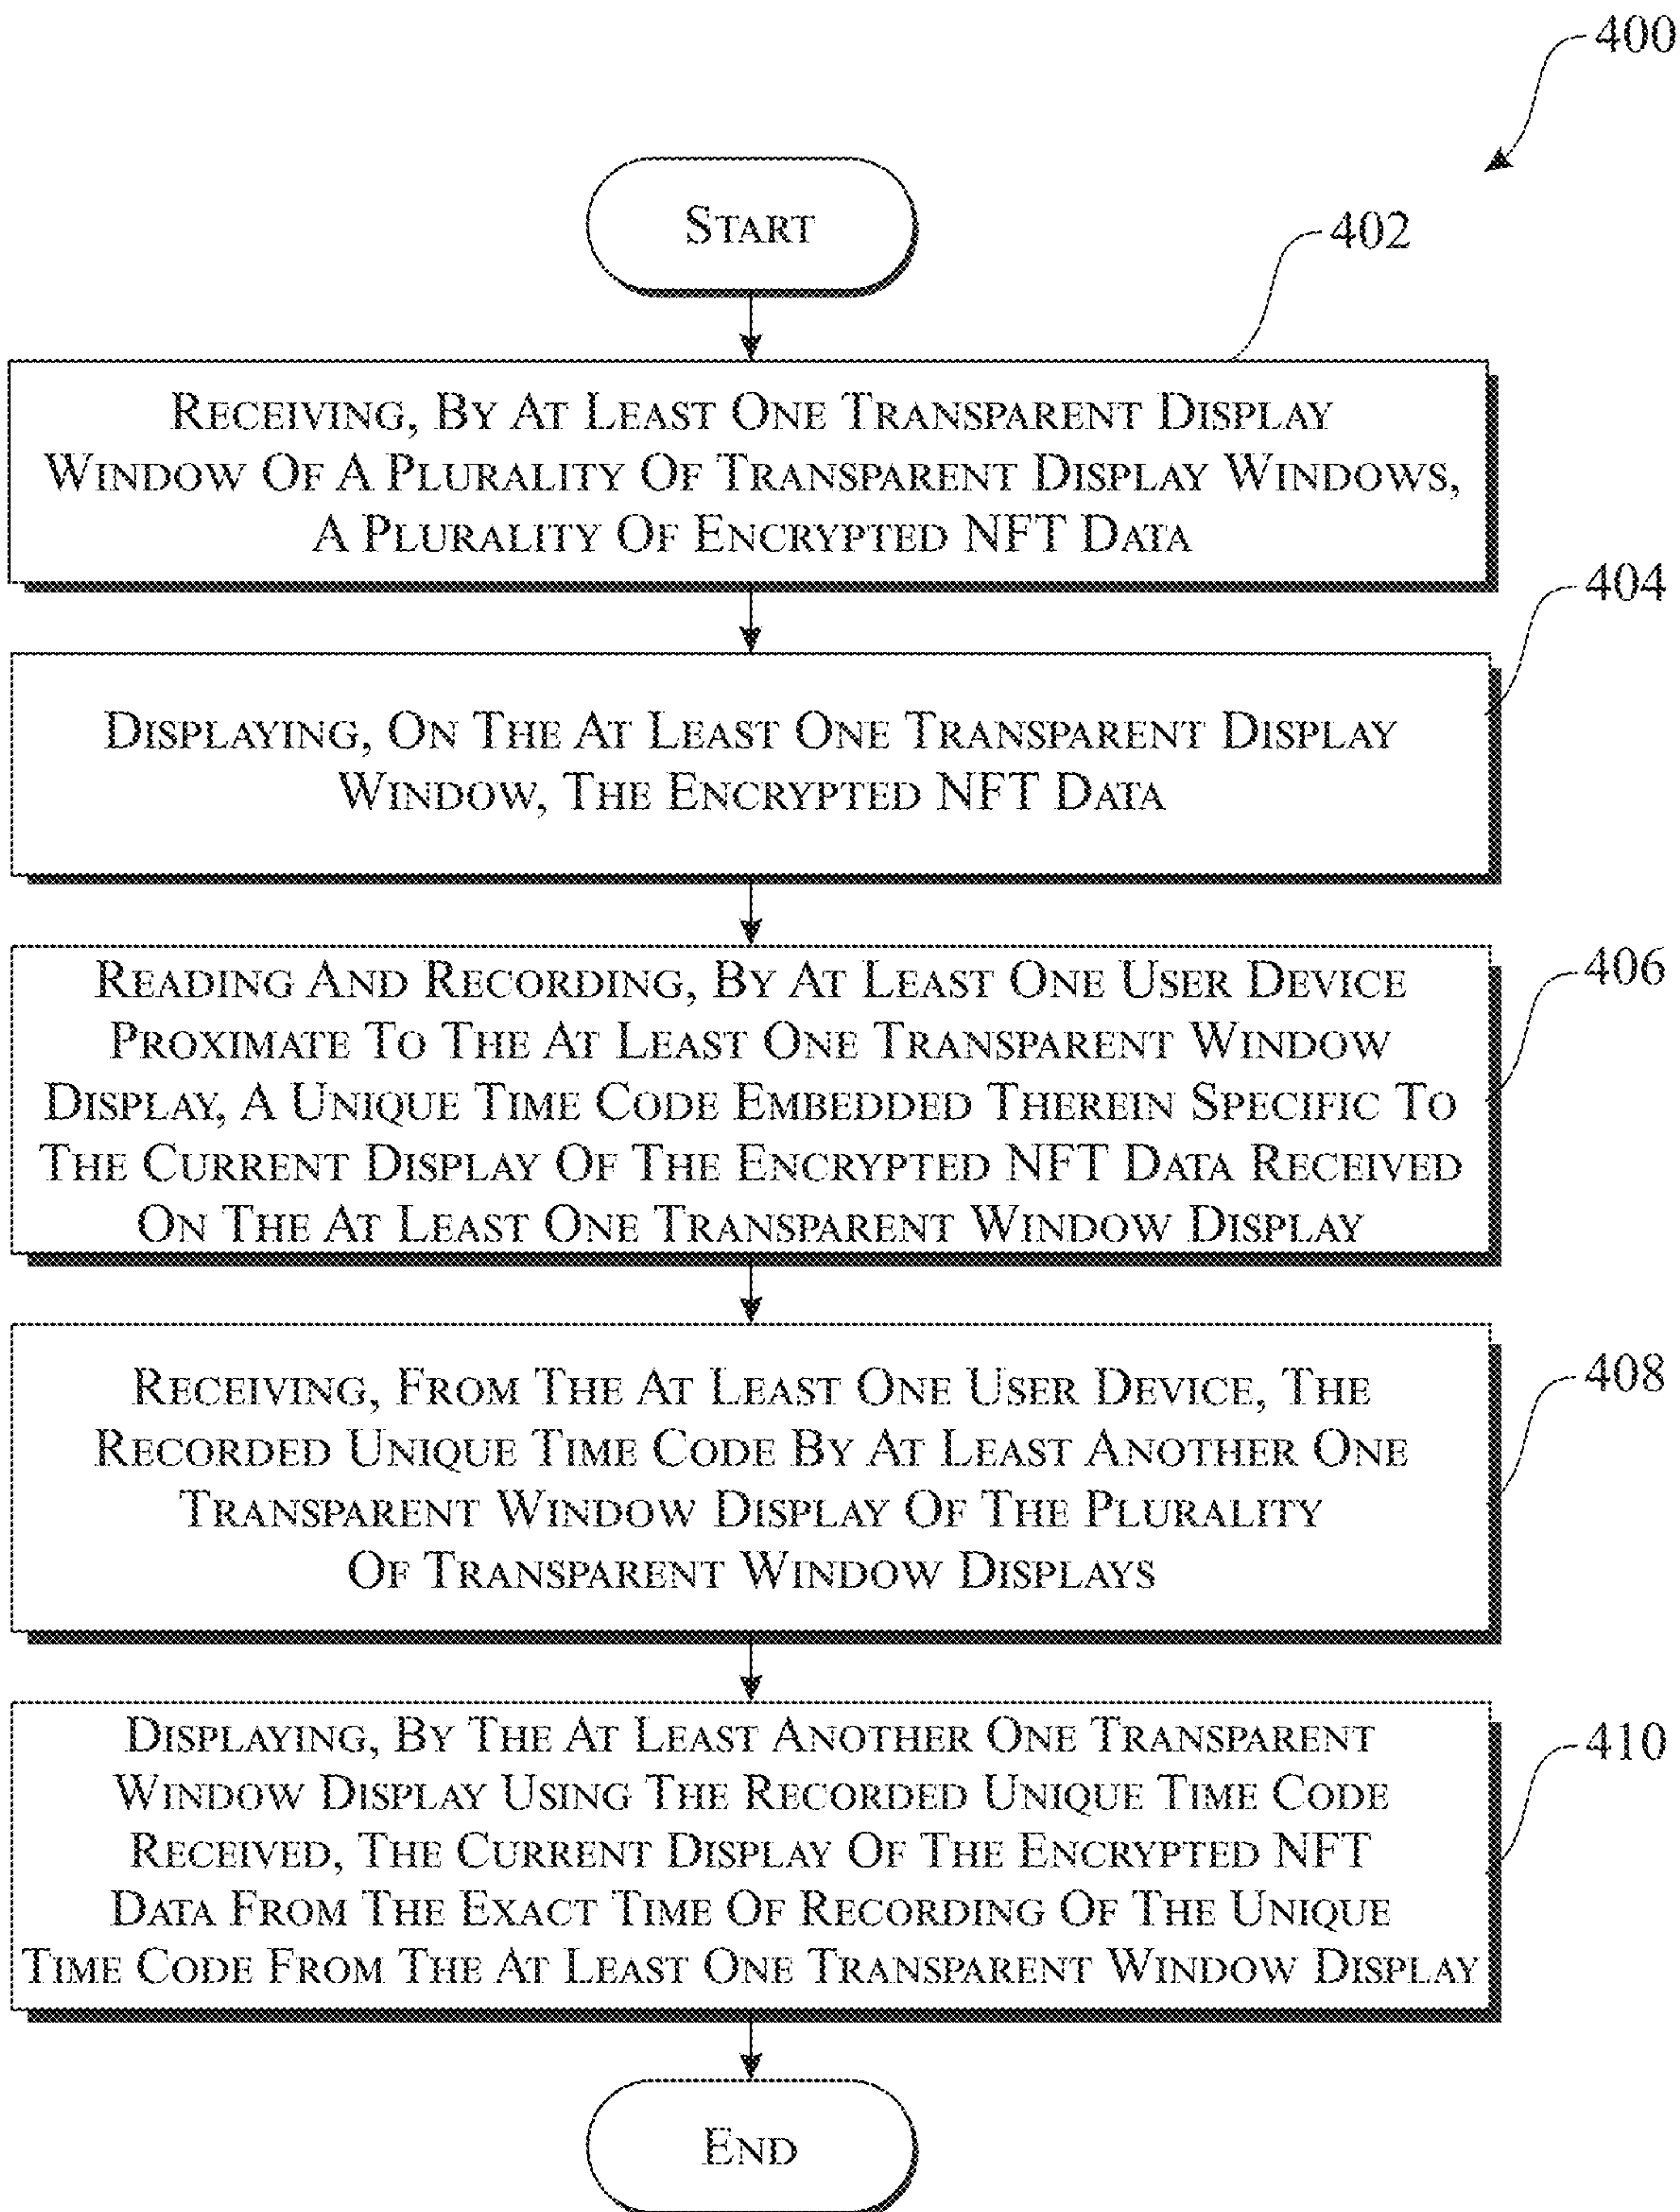 400
START
402
RECEIVING, BY AT LEAST ONE TRANSPARENT DISPLAY
WINDOW OF A PLURALITY OF TRANSPARENT DISPLAY WINDOWS,
A PLURALITY OF ENCRYPTED NFT DATA
404
DISPLAYING, ON THE AT LEAST ONE TRANSPARENT DISPLAY
WINDOW, THE ENCRYPTED NFT DATA
406
READING AND RECORDING, BY AT LEAST ONE USER DEVICE
PROXIMATE TO THE AT LEAST ONE TRANSPARENT WINDOW
DISPLAY, A UNIQUE TIME CODE EMBEDDED THEREIN SPECIFIC TO
THE CURRENT DISPLAY OF THE ENCRYPTED NFT DATA RECEIVED
ON THE AT LEAST ONE TRANSPARENT WINDOW DISPLAY
408
RECEIVING, FROM THE AT LEAST ONE USER DEVICE, THE
RECORDED UNIQUE TIME CODE BY AT LEAST ANOTHER ONE
TRANSPARENT WINDOW DISPLAY OF THE PLURALITY
OF TRANSPARENT WINDOW DISPLAYS
410
DISPLAYING, BY THE AT LEAST ANOTHER ONE TRANSPARENT
WINDOW DISPLAY USING THE RECORDED UNIQUE TIME CODE
RECEIVED, THE CURRENT DISPLAY OF THE ENCRYPTED NFT
DATA FROM THE EXACT TIME OF RECORDING OF THE UNIQUE
TIME CODE FROM THE AT LEAST ONE TRANSPARENT WINDOW DISPLAY
END